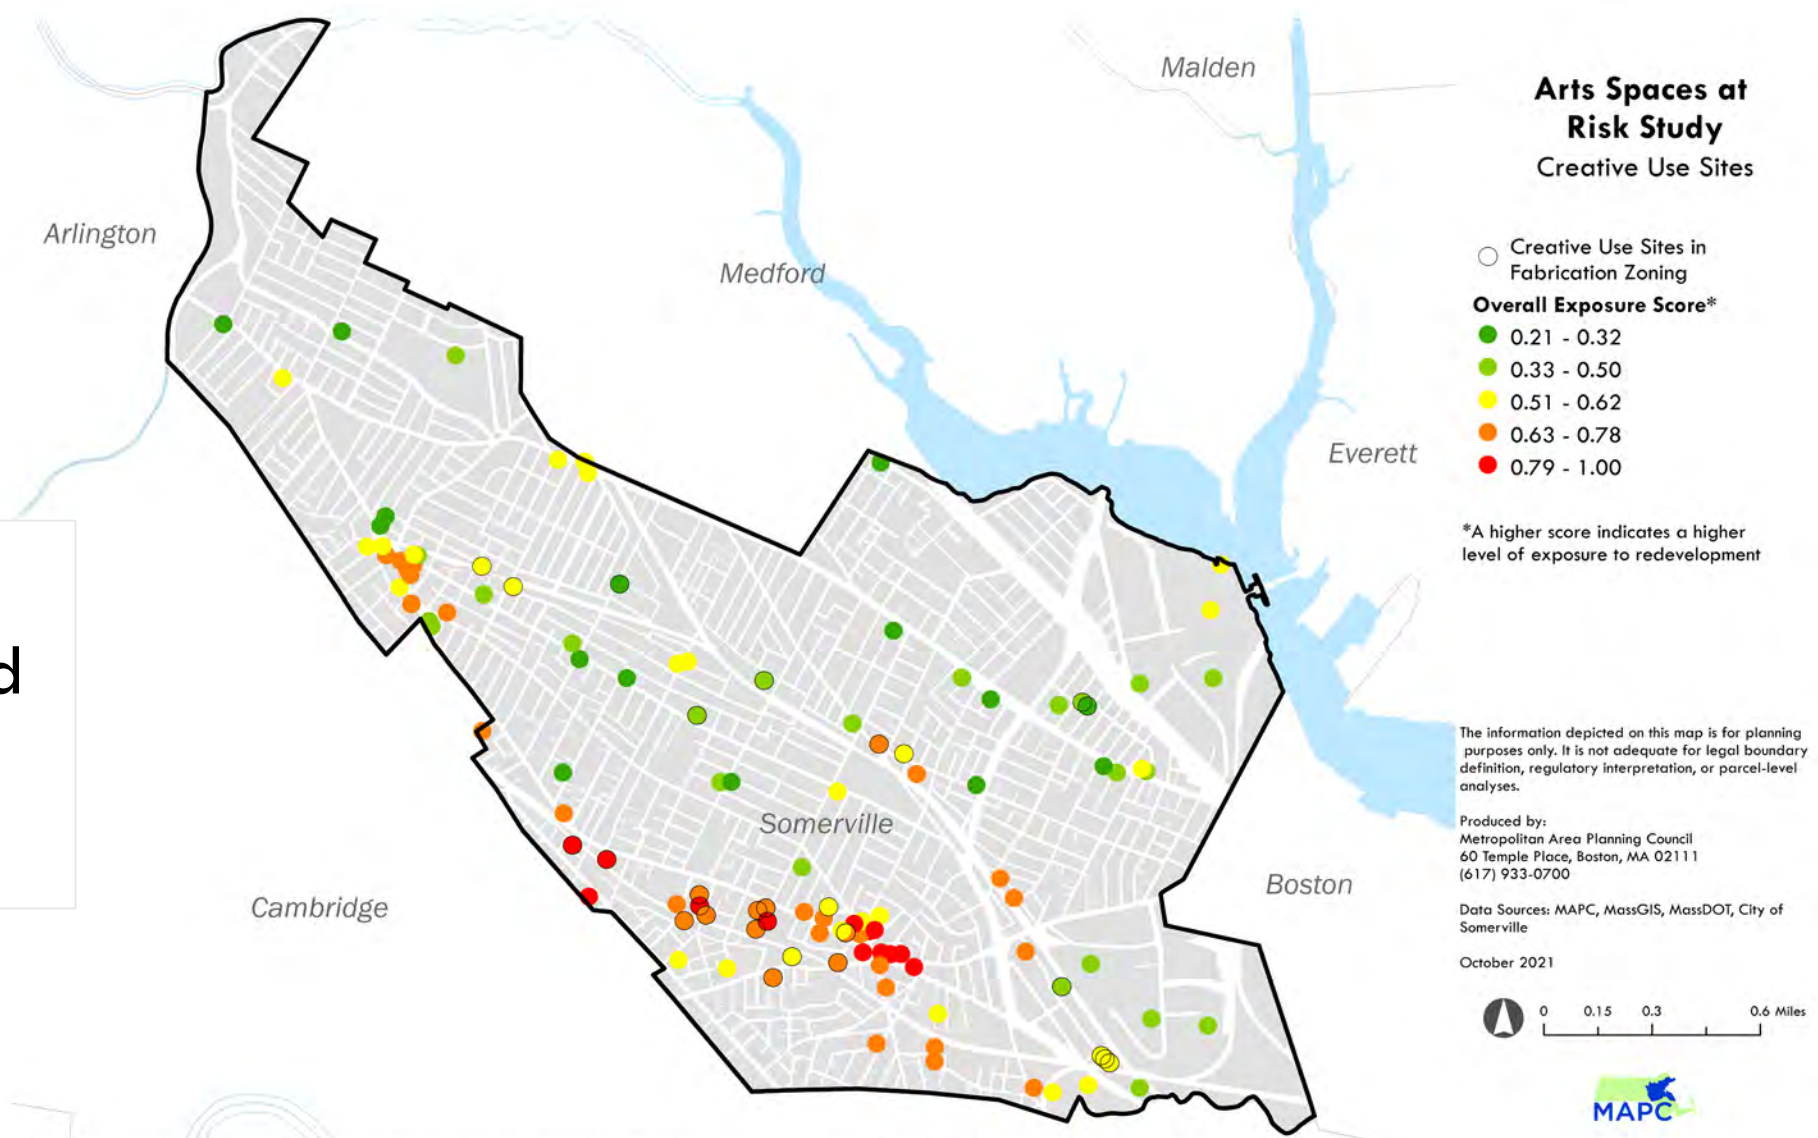 Malden
Arlington
Medford
Everett
Somerville
Cambridge
Boston
d
Arts Spaces at
Risk Study
Creative Use Sites
Creative Use Sites in
Fabrication Zoning
Overall Exposure Score*
0.21 - 0.32
0.33 - 0.50
0.51 - 0.62
0.63 - 0.78
0.79 - 1.00
*A higher score indicates a higher
level of exposure to redevelopment
The information depicted on this map is for planning
purposes only. It is not adequate for legal boundary
definition, regulatory interpretation, or parcel-level
analyses.
Produced by:
Metropolitan Area Planning Council
60 Temple Place, Boston, MA 02111
(617) 933-0700
Data Sources: MAPC, MassGIS, MassDOT, City of
Somerville
October 2021
0 0.15 0.3 0.6 Miles
MAPC